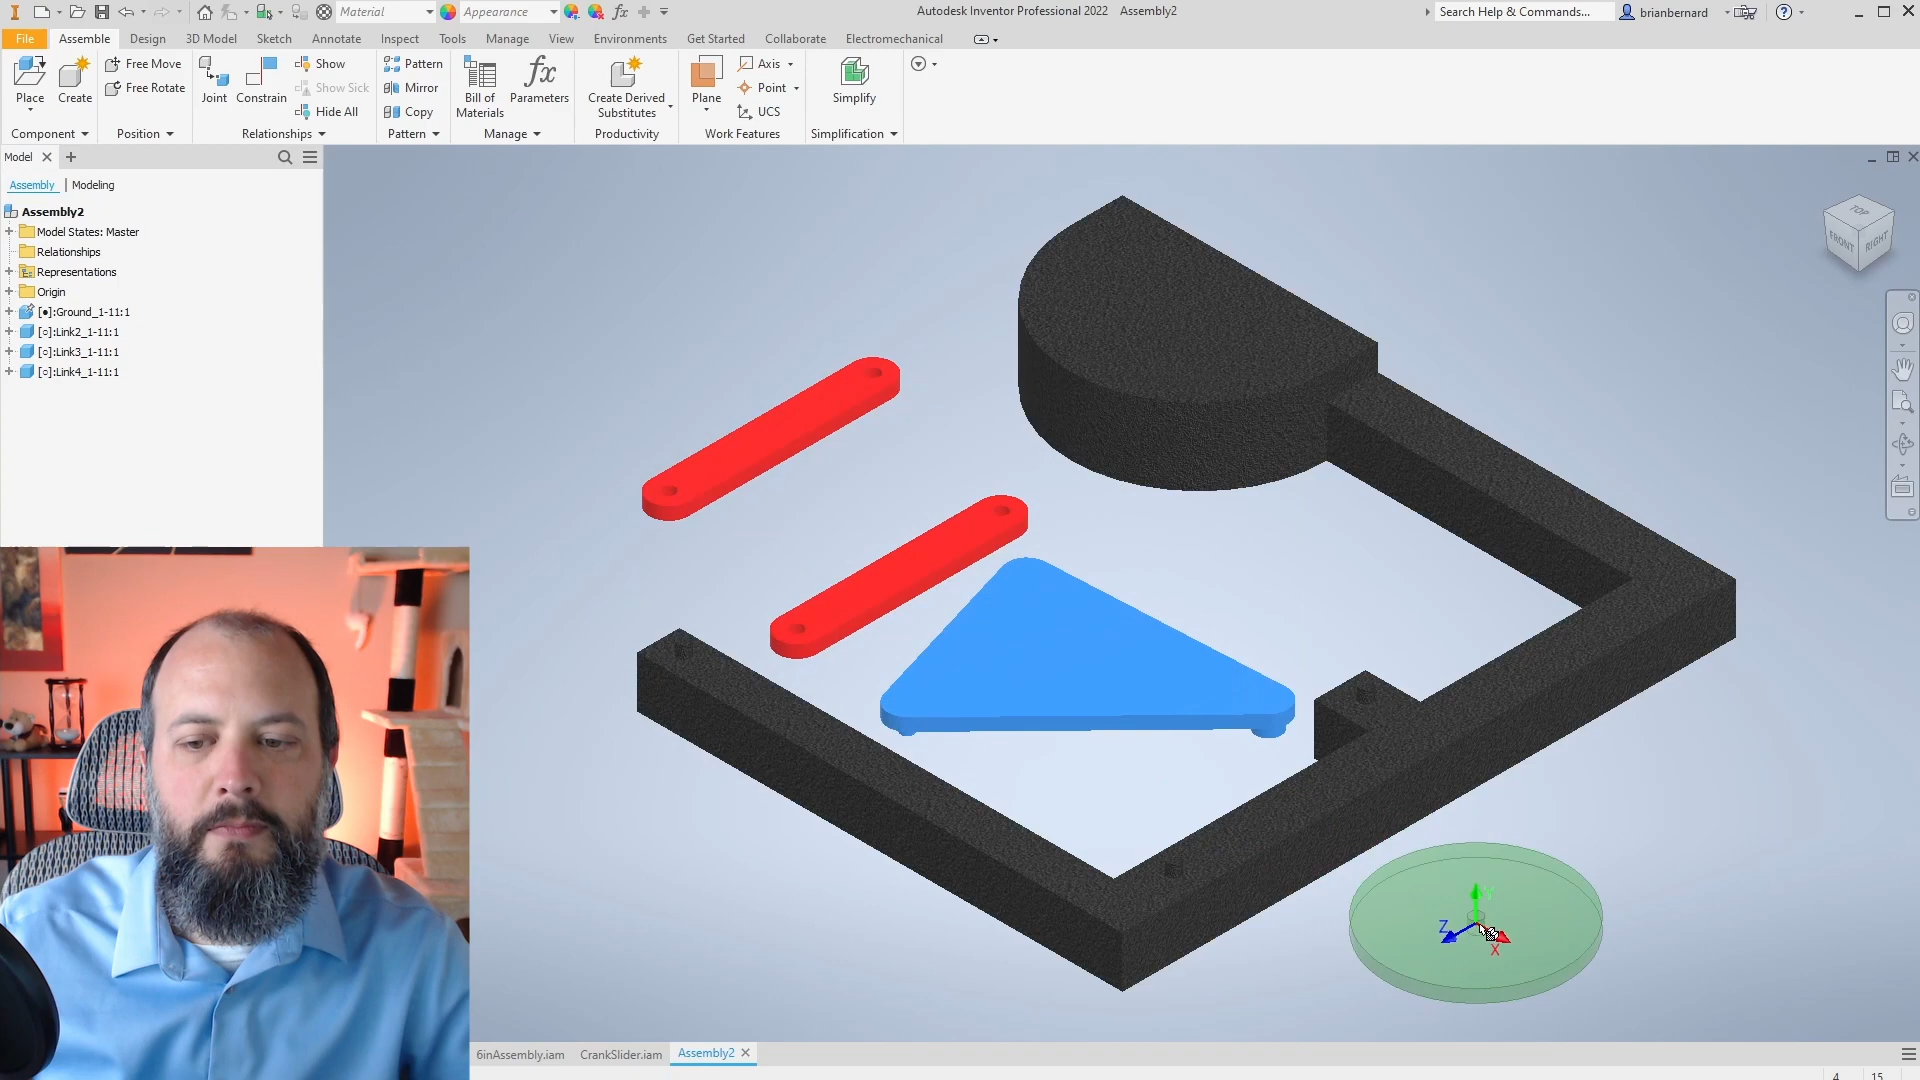 Material
Appearance
fx
Autodesk Inventor Professional 2022 Assembly2
Search Help & Commands...
brianbernard
File Assemble Design 3D Model Sketch Annotate Inspect Tools Manage View Environments Get Started Collaborate Electromechanical
Place
Create
Free Move
Free Rotate
Joint
Constrain
Show
Show Sick
Hide All
Pattern
Mirror
Copy
Bill of
Materials
fx
Parameters
Create Derived
Substitutes
Plane
Axis
Point
UCS
Simplify
Component Position Relationships Pattern Manage Productivity Work Features Simplification
Model
Assembly | Modeling
Assembly2
Model States: Master
Relationships
Representations
Origin
[●]:Ground_1-11:1
[○]:Link2_1-11:1
[○]:Link3_1-11:1
[○]:Link4_1-11:1
TOP
FRONT
RIGHT
Y
Z
X
6inAssembly.iam CrankSlider.iam Assembly2
4 15